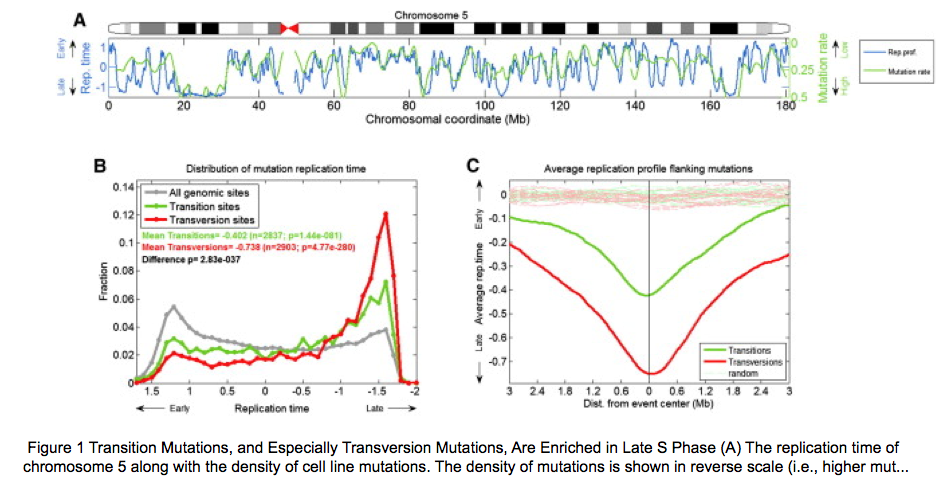 A
Chromosome 5
Early
Late
Rep. time
1
0
-1
0
0.25
0.5
Mutation rate
Low
High
Rep. prof.
Mutation rate
0 20 40 60 80 100 120 140 160 180
Chromosomal coordinate (Mb)
B
Distribution of mutation replication time
All genomic sites
Transition sites
Transversion sites
Mean Transitions= -0.402 (n=2837; p=1.44e-081)
Mean Transversions= -0.738 (n=2903; p=4.77e-280)
Difference p= 2.83e-037
Fraction
0.14
0.12
0.1
0.08
0.06
0.04
0.02
0
1.5 1 0.5 0 -0.5 -1 -1.5 -2
Early Replication time Late
C
Average replication profile flanking mutations
Early
Average rep.time
Late
0
-0.1
-0.2
-0.3
-0.4
-0.5
-0.6
-0.7
Transitions
Transversions
random
3 2.4 1.8 1.2 0.6 0 0.6 1.2 1.8 2.4 3
Dist. from event center (Mb)
Figure 1 Transition Mutations, and Especially Transversion Mutations, Are Enriched in Late S Phase (A) The replication time of
chromosome 5 along with the density of cell line mutations. The density of mutations is shown in reverse scale (i.e., higher mut...